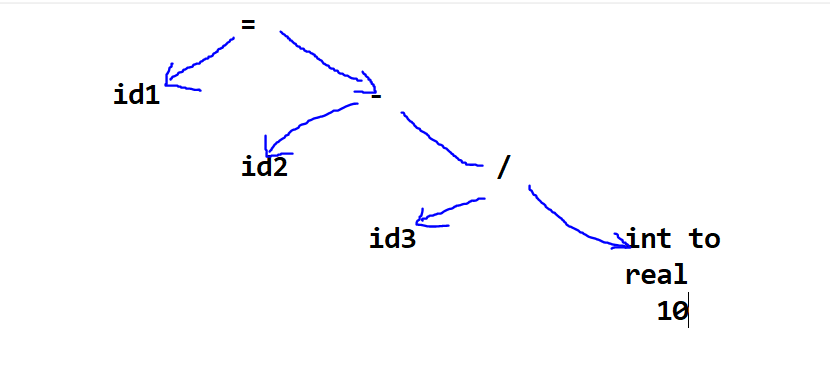 =
id1
-
id2
/
id3
int to
real
10